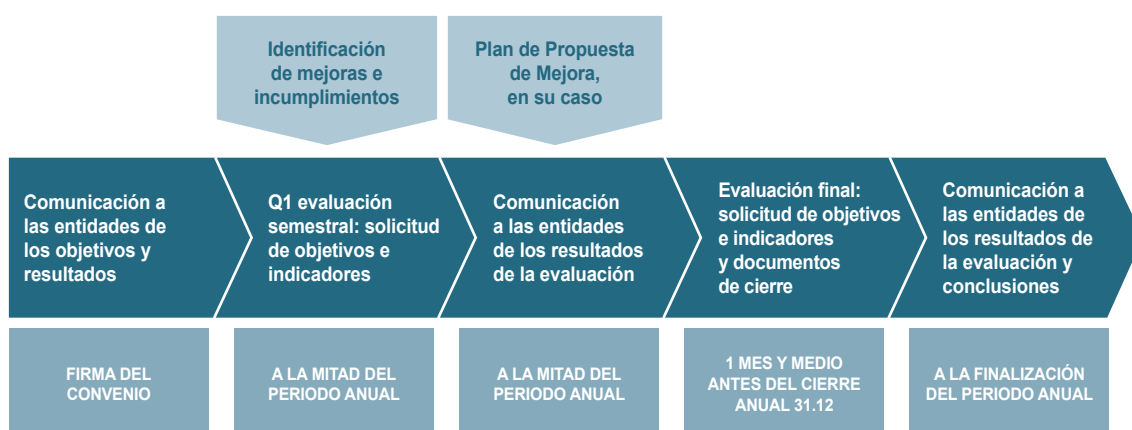 Identificación
de mejoras e
incumplimientos
Plan de Propuesta
de Mejora,
en su caso
Comunicación a
las entidades de
los objetivos y
resultados
Q1 evaluación
semestral: solicitud
de objetivos e
indicadores
Comunicación
a las entidades
de los resultados
de la evaluación
Evaluación final:
solicitud de objetivos
e indicadores
y documentos
de cierre
Comunicación a
las entidades de
los resultados de
la evaluación y
conclusiones
FIRMA DEL
CONVENIO
A LA MITAD DEL
PERIODO ANUAL
A LA MITAD DEL
PERIODO ANUAL
1 MES Y MEDIO
ANTES DEL CIERRE
ANUAL 31.12
A LA FINALIZACIÓN
DEL PERIODO ANUAL